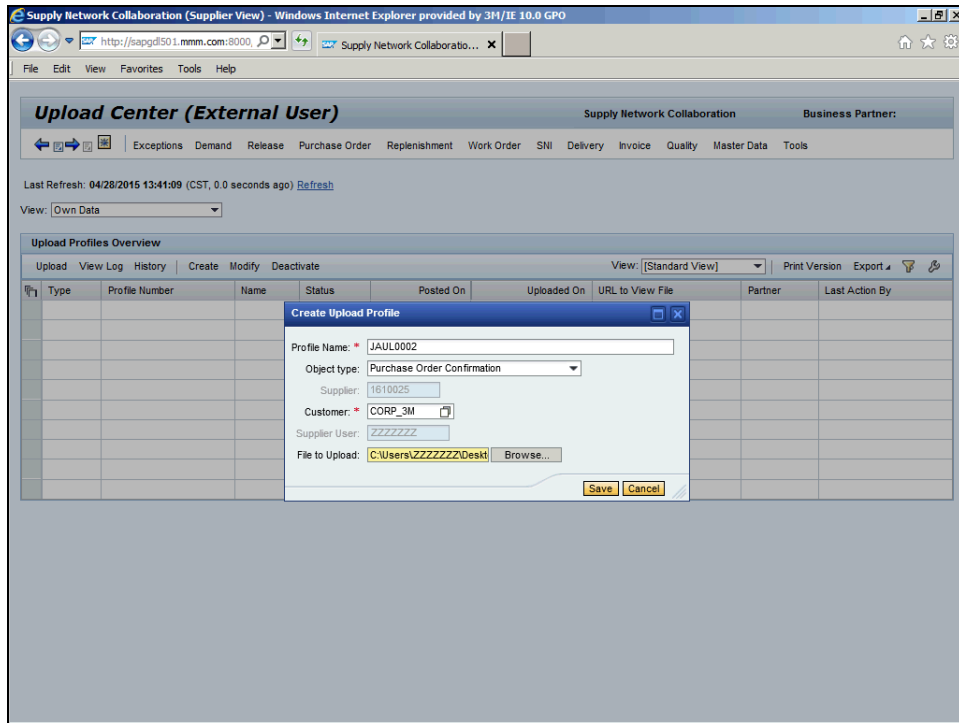 Supply Network Collaboration (Supplier View) - Windows Internet Explorer provided by 3M/IE 10.0 GPO
http://sapgdl501.mmm.com:8000, Supply Network Collaboratio... X
File Edit View Favorites Tools Help
Upload Center (External User) Supply Network Collaboration Business Partner:
Exceptions Demand Release Purchase Order Replenishment Work Order SNI Delivery Invoice Quality Master Data Tools
Last Refresh: 04/28/2015 13:41:09 (CST, 0.0 seconds ago) Refresh
View: Own Data
Upload Profiles Overview
Upload View Log History Create Modify Deactivate View: [Standard View] Print Version Export
Type Profile Number Name Status Posted On Uploaded On URL to View File Partner Last Action By
Create Upload Profile
Profile Name: * JAUL0002
Object type: Purchase Order Confirmation
Supplier: 1610025
Customer: * CORP_3M
Supplier User: ZZZZZZZ
File to Upload: C:\Users\ZZZZZZZ\Deskt Browse...
Save Cancel